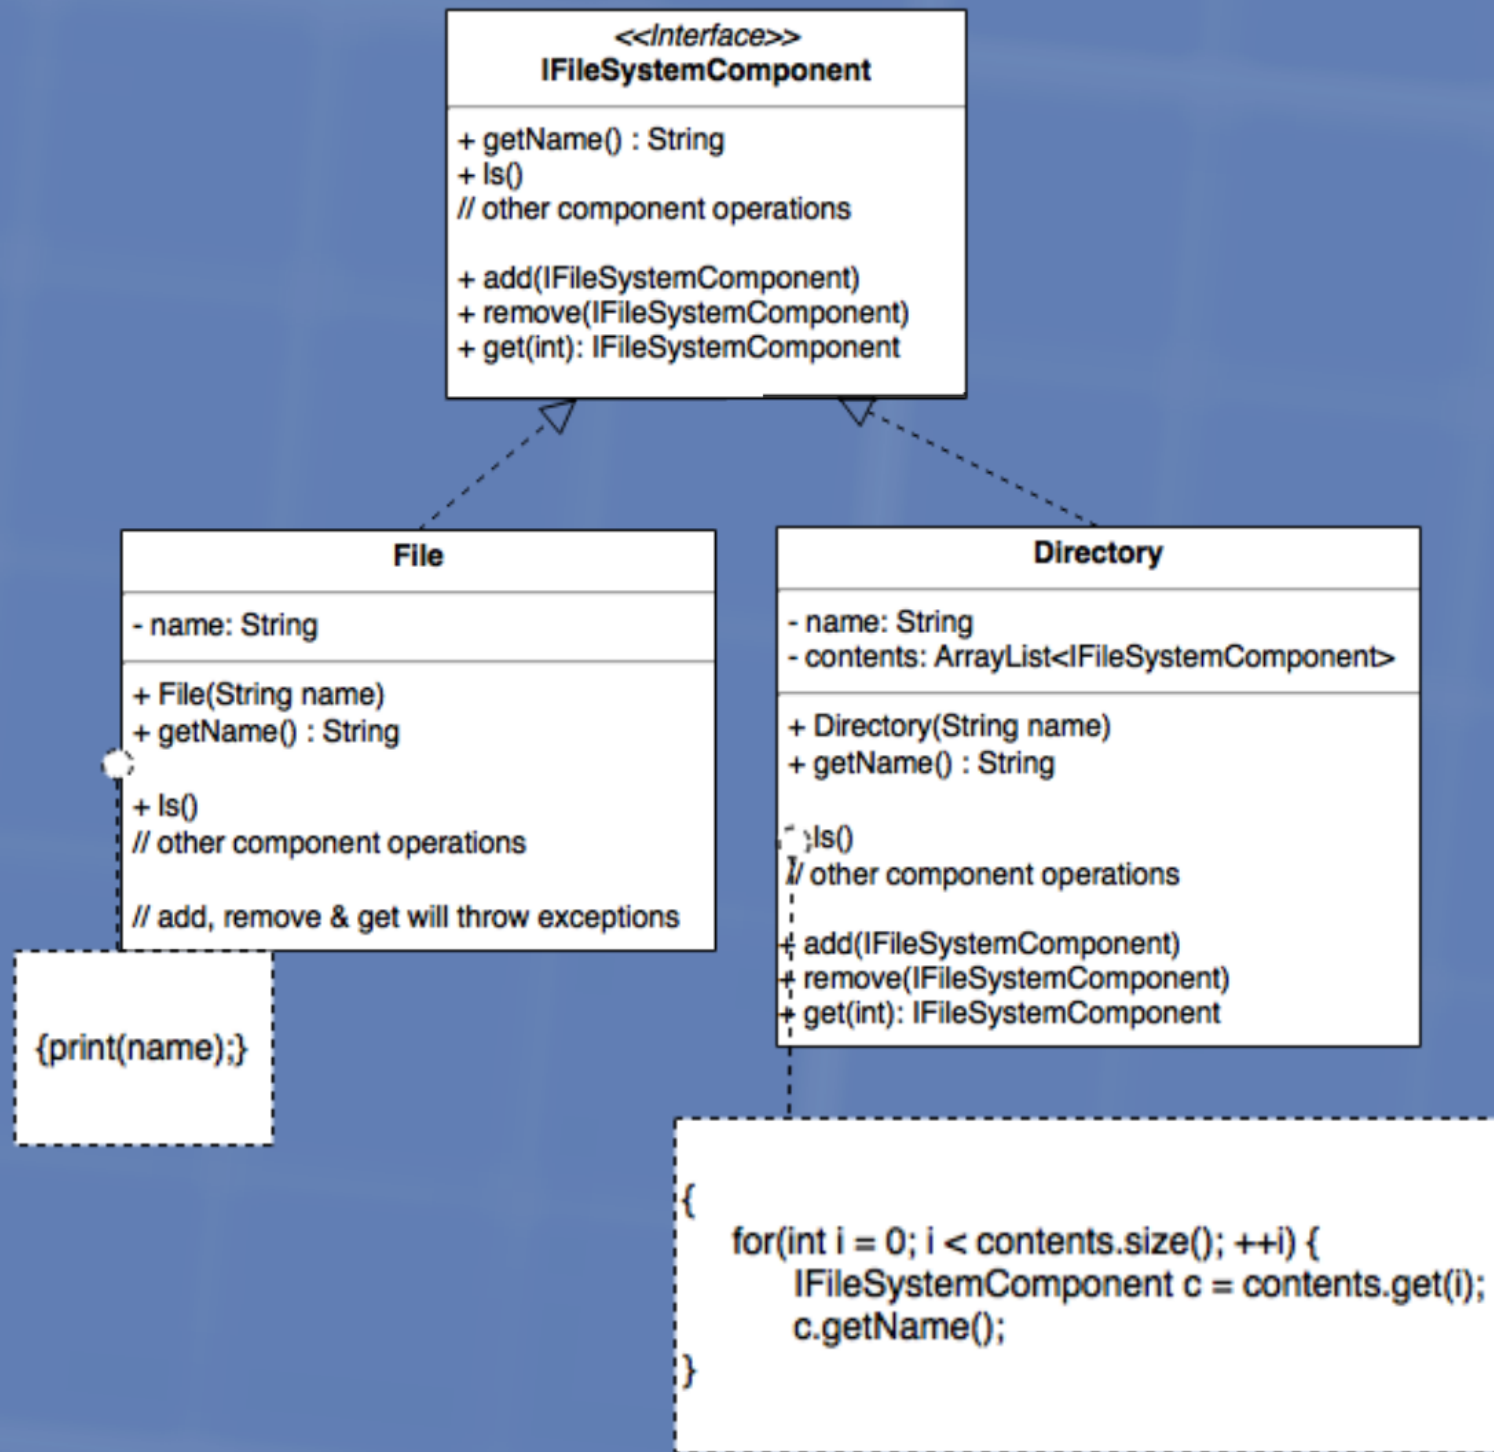 <<Interface>>
IFileSystemComponent
+ getName() : String
+ ls()
// other component operations
+ add(IFileSystemComponent)
+ remove(IFileSystemComponent)
+ get(int): IFileSystemComponent
File
- name: String
+ File(String name)
+ getName() : String
+ ls()
// other component operations
// add, remove & get will throw exceptions
{print(name);}
Directory
- name: String
- contents: ArrayList<IFileSystemComponent>
+ Directory(String name)
+ getName() : String
ls()
// other component operations
+ add(IFileSystemComponent)
+ remove(IFileSystemComponent)
+ get(int): IFileSystemComponent
{
for(int i = 0; i < contents.size(); ++i) {
IFileSystemComponent c = contents.get(i);
c.getName();
}